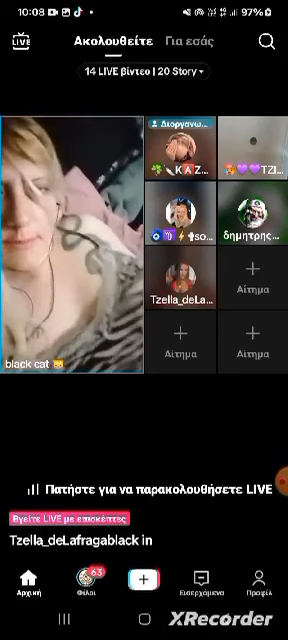 10:08
97%
LIVE
Ακολουθείτε
Για εσάς
14 LIVE βίντεο | 20 Story
Διοργανω...
TZI...
so...
δημητρης...
Tzella_deLa...
Αίτημα
Αίτημα
Αίτημα
black cat
Πατήστε για να παρακολουθήσετε LIVE
Βγείτε LIVE με επισκέπτες
Tzella_deLafragablack in
63
Αρχική
Φίλοι
Εισερχόμενα
Προφίλ
XRecorder